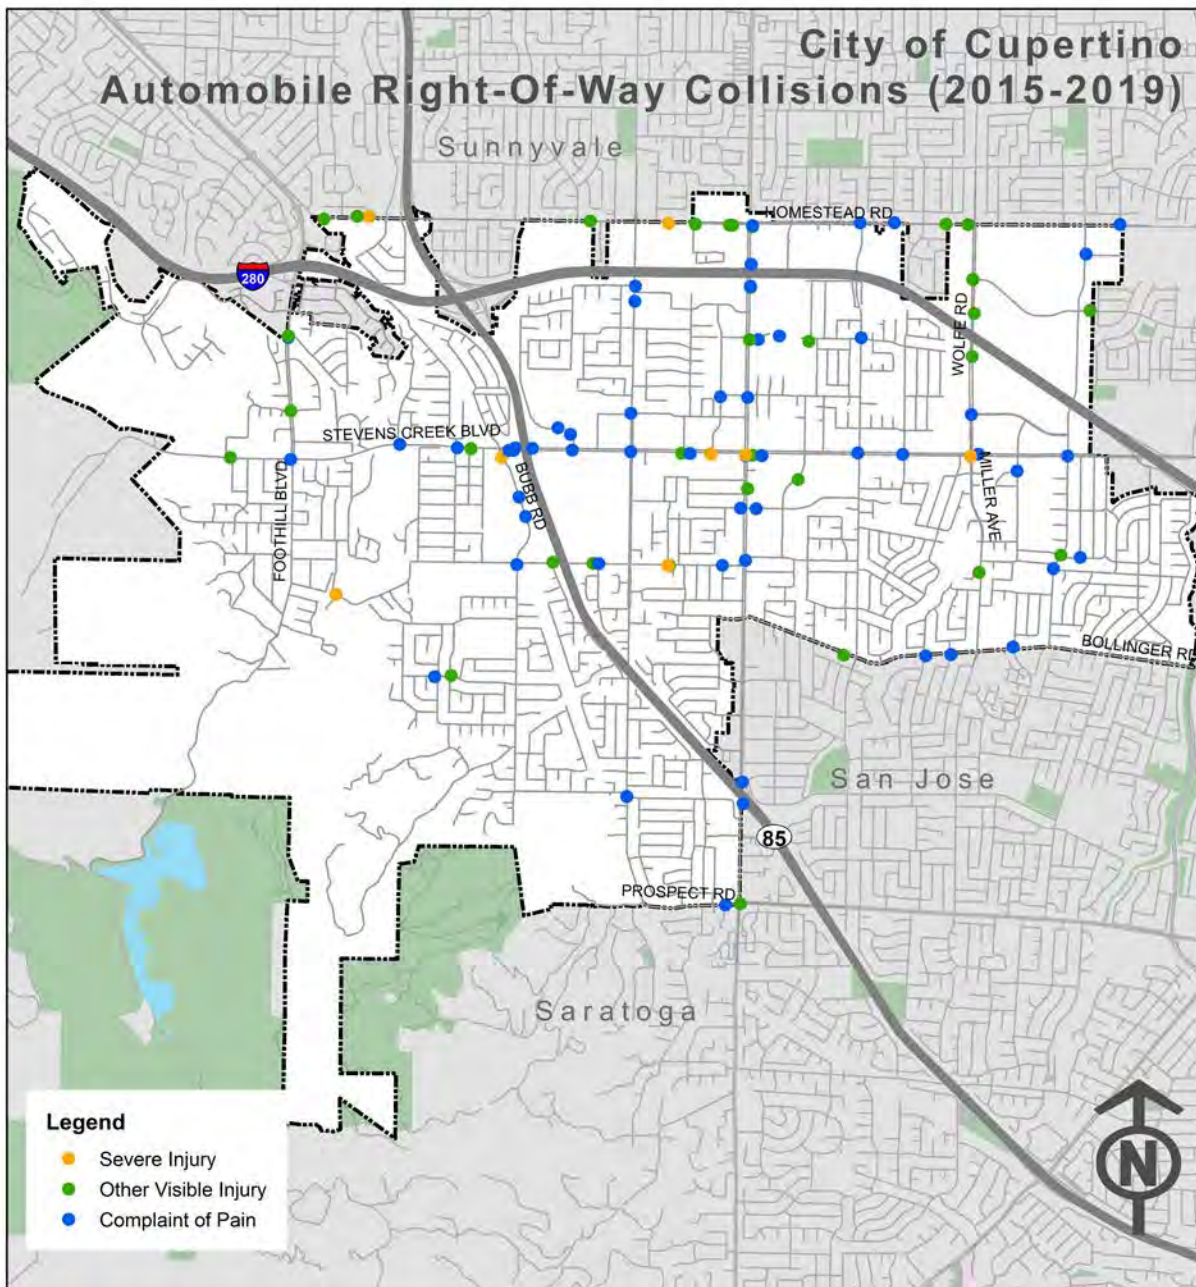 City of Cupertino
Automobile Right-Of-Way Collisions (2015-2019)
Sunnyvale
HOMESTEAD RD
280
WOLFE RD
STEVENS CREEK BLVD
FOOTHILL BLVD
BUBB RD
MILLER AVE
BOLLINGER RD
San Jose
85
PROSPECT RD
Saratoga
Legend
Severe Injury
Other Visible Injury
Complaint of Pain
N